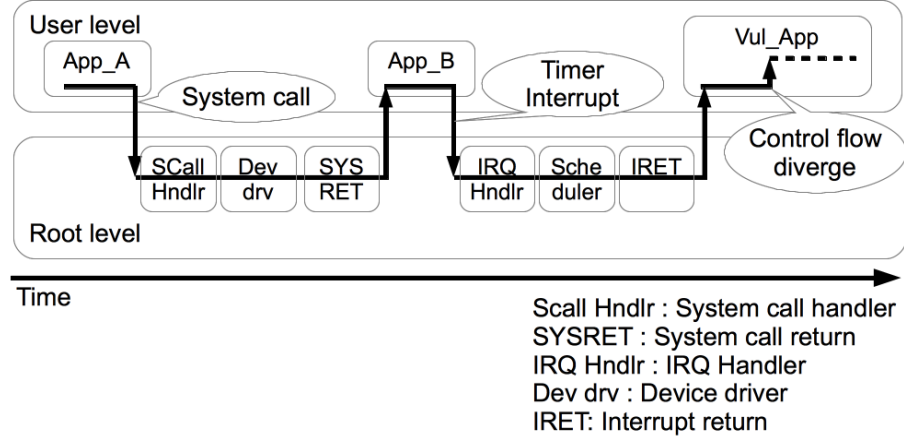 User level
App_A
System call
App_B
Timer
Interrupt
Vul_App
Control flow
diverge
SCall
Hndlr
Dev
drv
SYS
RET
IRQ
Hndlr
Sche
duler
IRET
Root level
Time
Scall Hndlr : System call handler
SYSRET : System call return
IRQ Hndlr : IRQ Handler
Dev drv : Device driver
IRET: Interrupt return